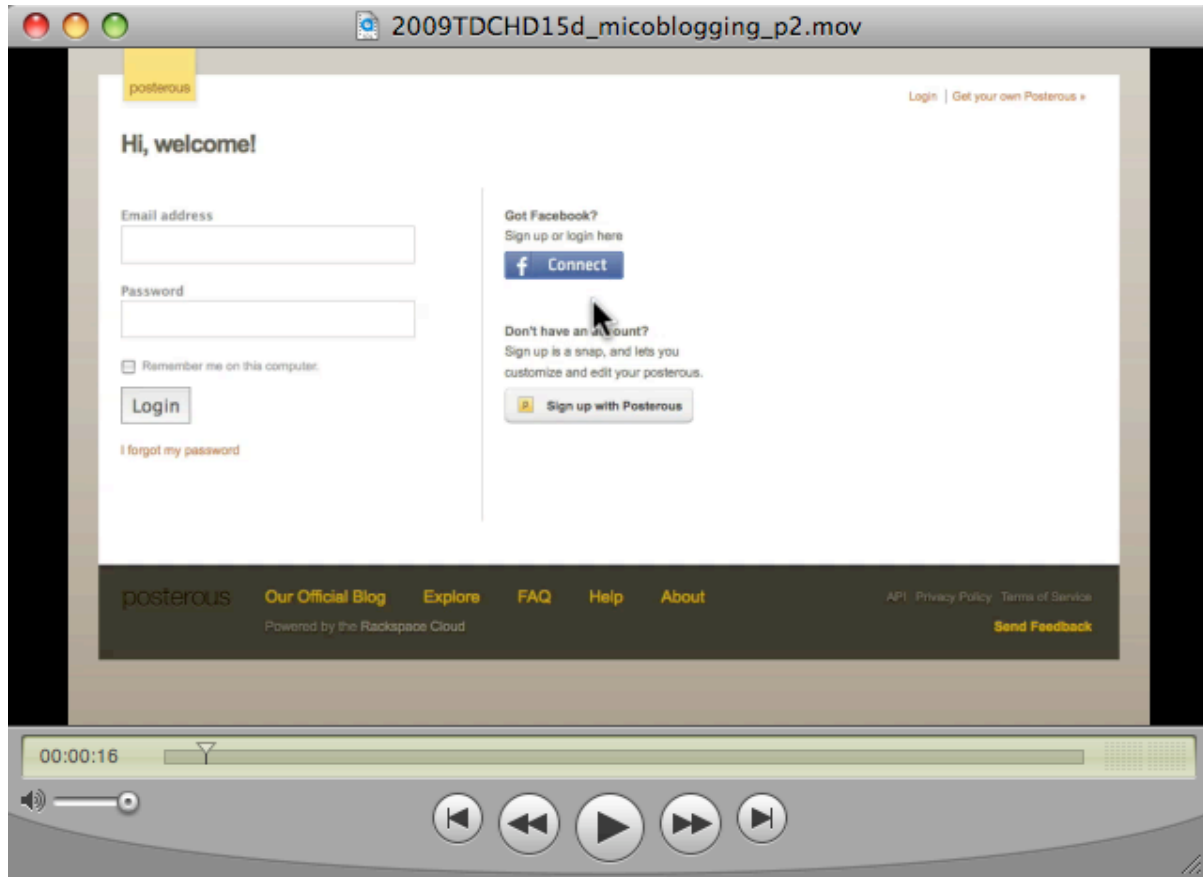 2009TDCHD15d_micoblogging_p2.mov
posterous
Login | Get your own Posterous »
Hi, welcome!
Email address
Password
Remember me on this computer.
Login
I forgot my password
Got Facebook?
Sign up or login here
f Connect
Don't have an account?
Sign up is a snap, and lets you
customize and edit your posterous.
P Sign up with Posterous
posterous Our Official Blog Explore FAQ Help About API Privacy Policy Terms of Service
Powered by the Rackspace Cloud Send Feedback
00:00:16